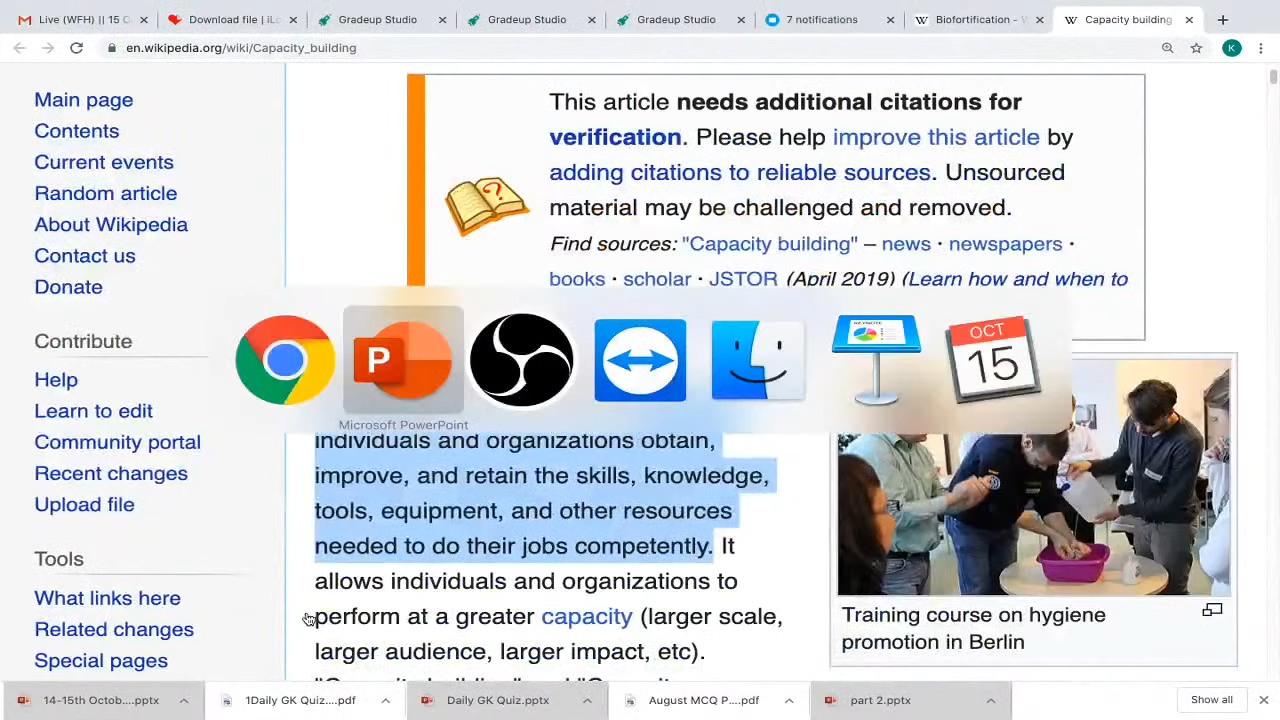 Live (WFH) || 15 O
Download file | iLo
Gradeup Studio
Gradeup Studio
Gradeup Studio
7 notifications
Biofortification - W
Capacity building
en.wikipedia.org/wiki/Capacity_building
K
Main page
Contents
Current events
Random article
About Wikipedia
Contact us
Donate
Contribute
Help
Learn to edit
Community portal
Recent changes
Upload file
Tools
What links here
Related changes
Special pages
This article needs additional citations for
verification. Please help improve this article by
adding citations to reliable sources. Unsourced
material may be challenged and removed.
Find sources: "Capacity building" – news · newspapers ·
books · scholar · JSTOR (April 2019) (Learn how and when to
P
KEYNOTE
OCT
15
Microsoft PowerPoint
individuals and organizations obtain,
improve, and retain the skills, knowledge,
tools, equipment, and other resources
needed to do their jobs competently. It
allows individuals and organizations to
perform at a greater capacity (larger scale,
larger audience, larger impact, etc).
Training course on hygiene
promotion in Berlin
14-15th Octob....pptx
1Daily GK Quiz....pdf
Daily GK Quiz.pptx
August MCQ P....pdf
part 2.pptx
Show all